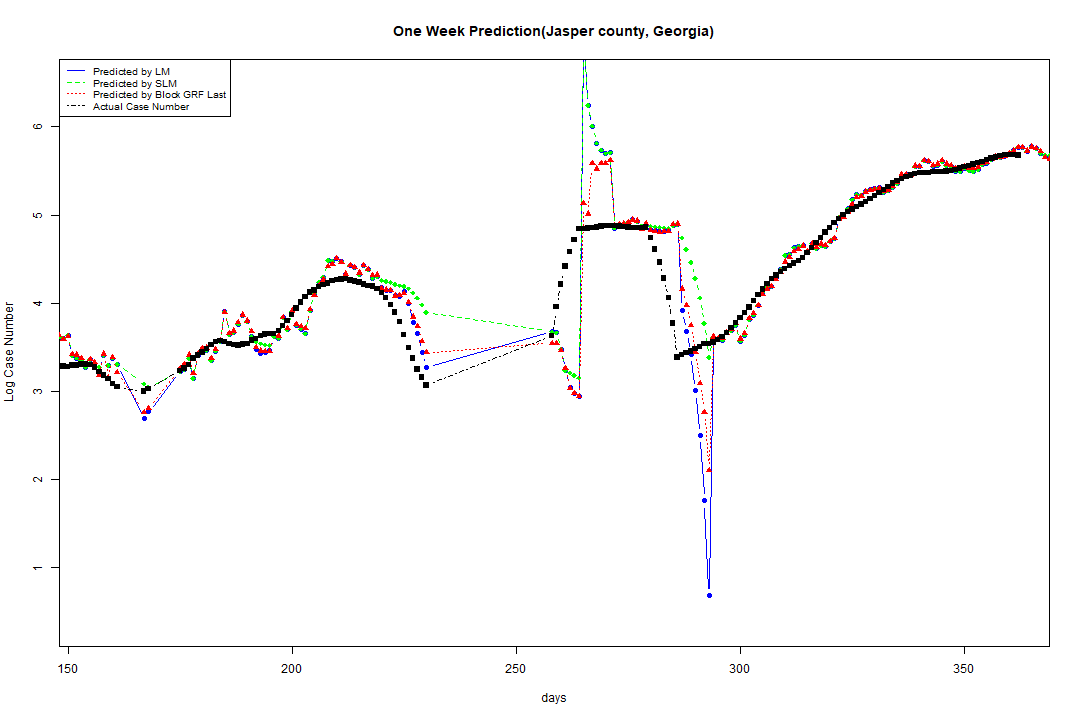 One Week Prediction(Jasper county, Georgia)
Predicted by LM
Predicted by SLM
Predicted by Block GRF Last
Actual Case Number
Log Case Number
6
5
4
3
2
1
150
200
250
300
350
days